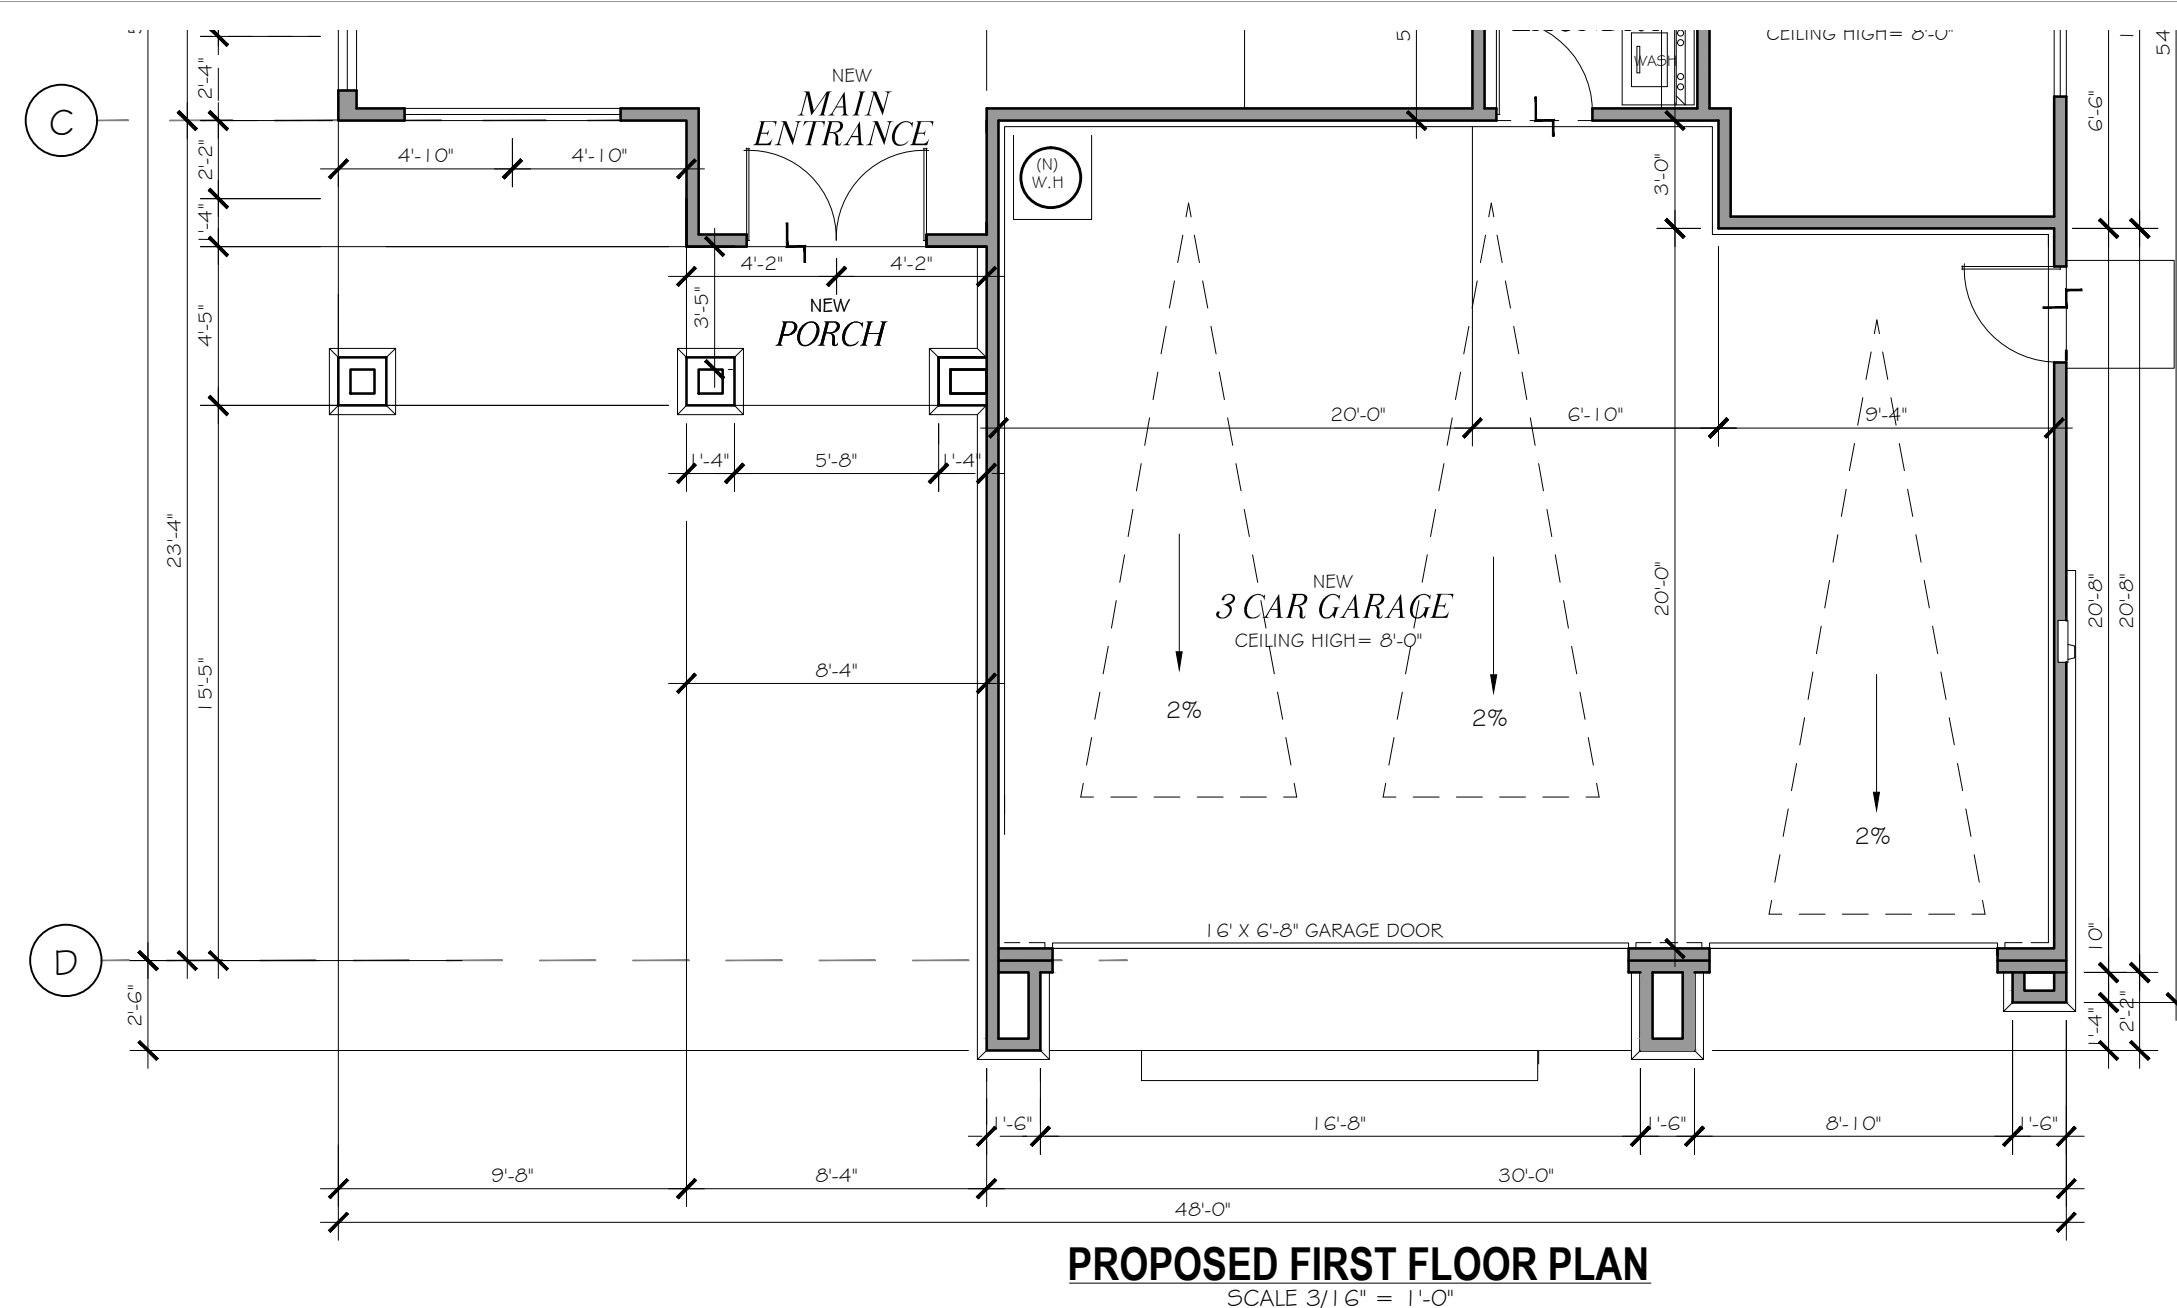 CEILING HIGH= 8'-0"
WASH
54
5
C
2'-4"
2'-2"
1'-4"
4'-5"
23'-4"
15'-5"
D
2'-6"
NEW
MAIN
ENTRANCE
4'-10"
4'-10"
4'-2"
4'-2"
3'-5"
NEW
PORCH
1'-4"
5'-8"
1'-4"
8'-4"
(N)
W.H
3'-0"
20'-0"
6'-10"
9'-4"
20'-0"
NEW
3 CAR GARAGE
CEILING HIGH= 8'-0"
2%
2%
2%
16' X 6'-8" GARAGE DOOR
6'-6"
20'-8"
20'-8"
10"
1'-4"
2'-2"
1'-6"
16'-8"
1'-6"
8'-10"
1'-6"
9'-8"
8'-4"
30'-0"
48'-0"
PROPOSED FIRST FLOOR PLAN
SCALE 3/16" = 1'-0"